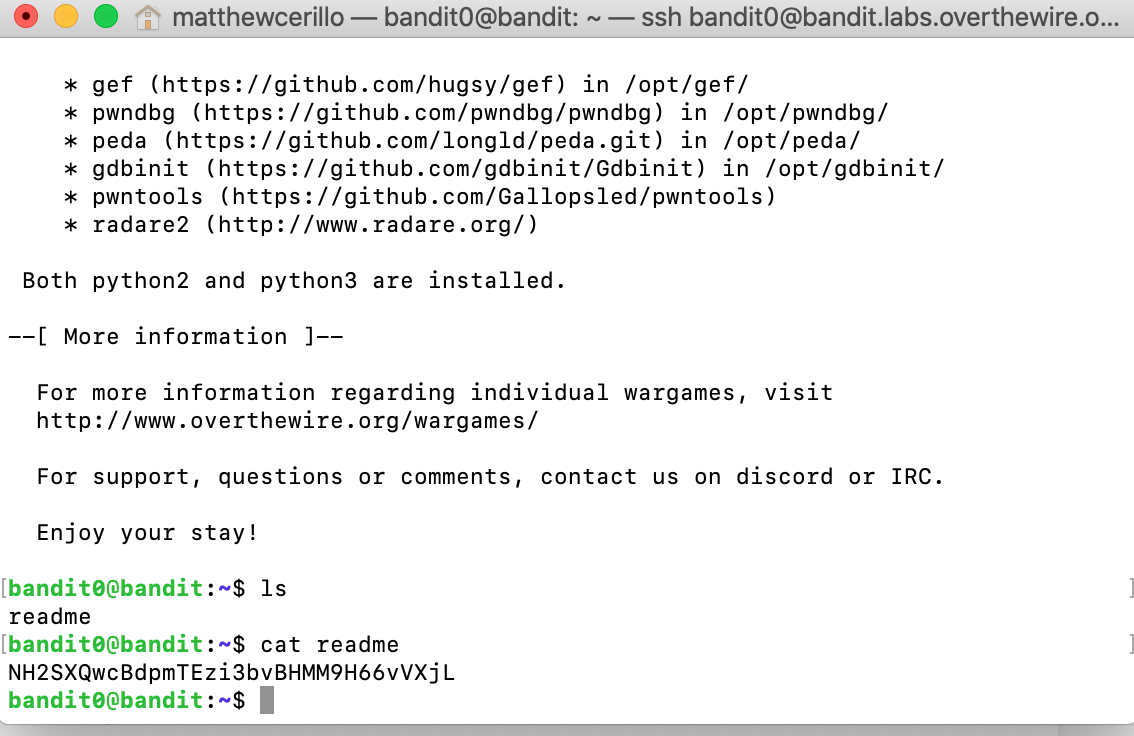 matthewcerillo — bandit0@bandit: ~ — ssh bandit0@bandit.labs.overthewire.o...
* gef (https://github.com/hugsy/gef) in /opt/gef/
* pwndbg (https://github.com/pwndbg/pwndbg) in /opt/pwndbg/
* peda (https://github.com/longld/peda.git) in /opt/peda/
* gdbinit (https://github.com/gdbinit/Gdbinit) in /opt/gdbinit/
* pwntools (https://github.com/Gallopsled/pwntools)
* radare2 (http://www.radare.org/)
Both python2 and python3 are installed.
--[ More information ]--
For more information regarding individual wargames, visit
http://www.overthewire.org/wargames/
For support, questions or comments, contact us on discord or IRC.
Enjoy your stay!
[bandit0@bandit:~$ ls ]
readme
[bandit0@bandit:~$ cat readme ]
NH2SXQwcBdpmTEzi3bvBHMM9H66vVXjL
bandit0@bandit:~$